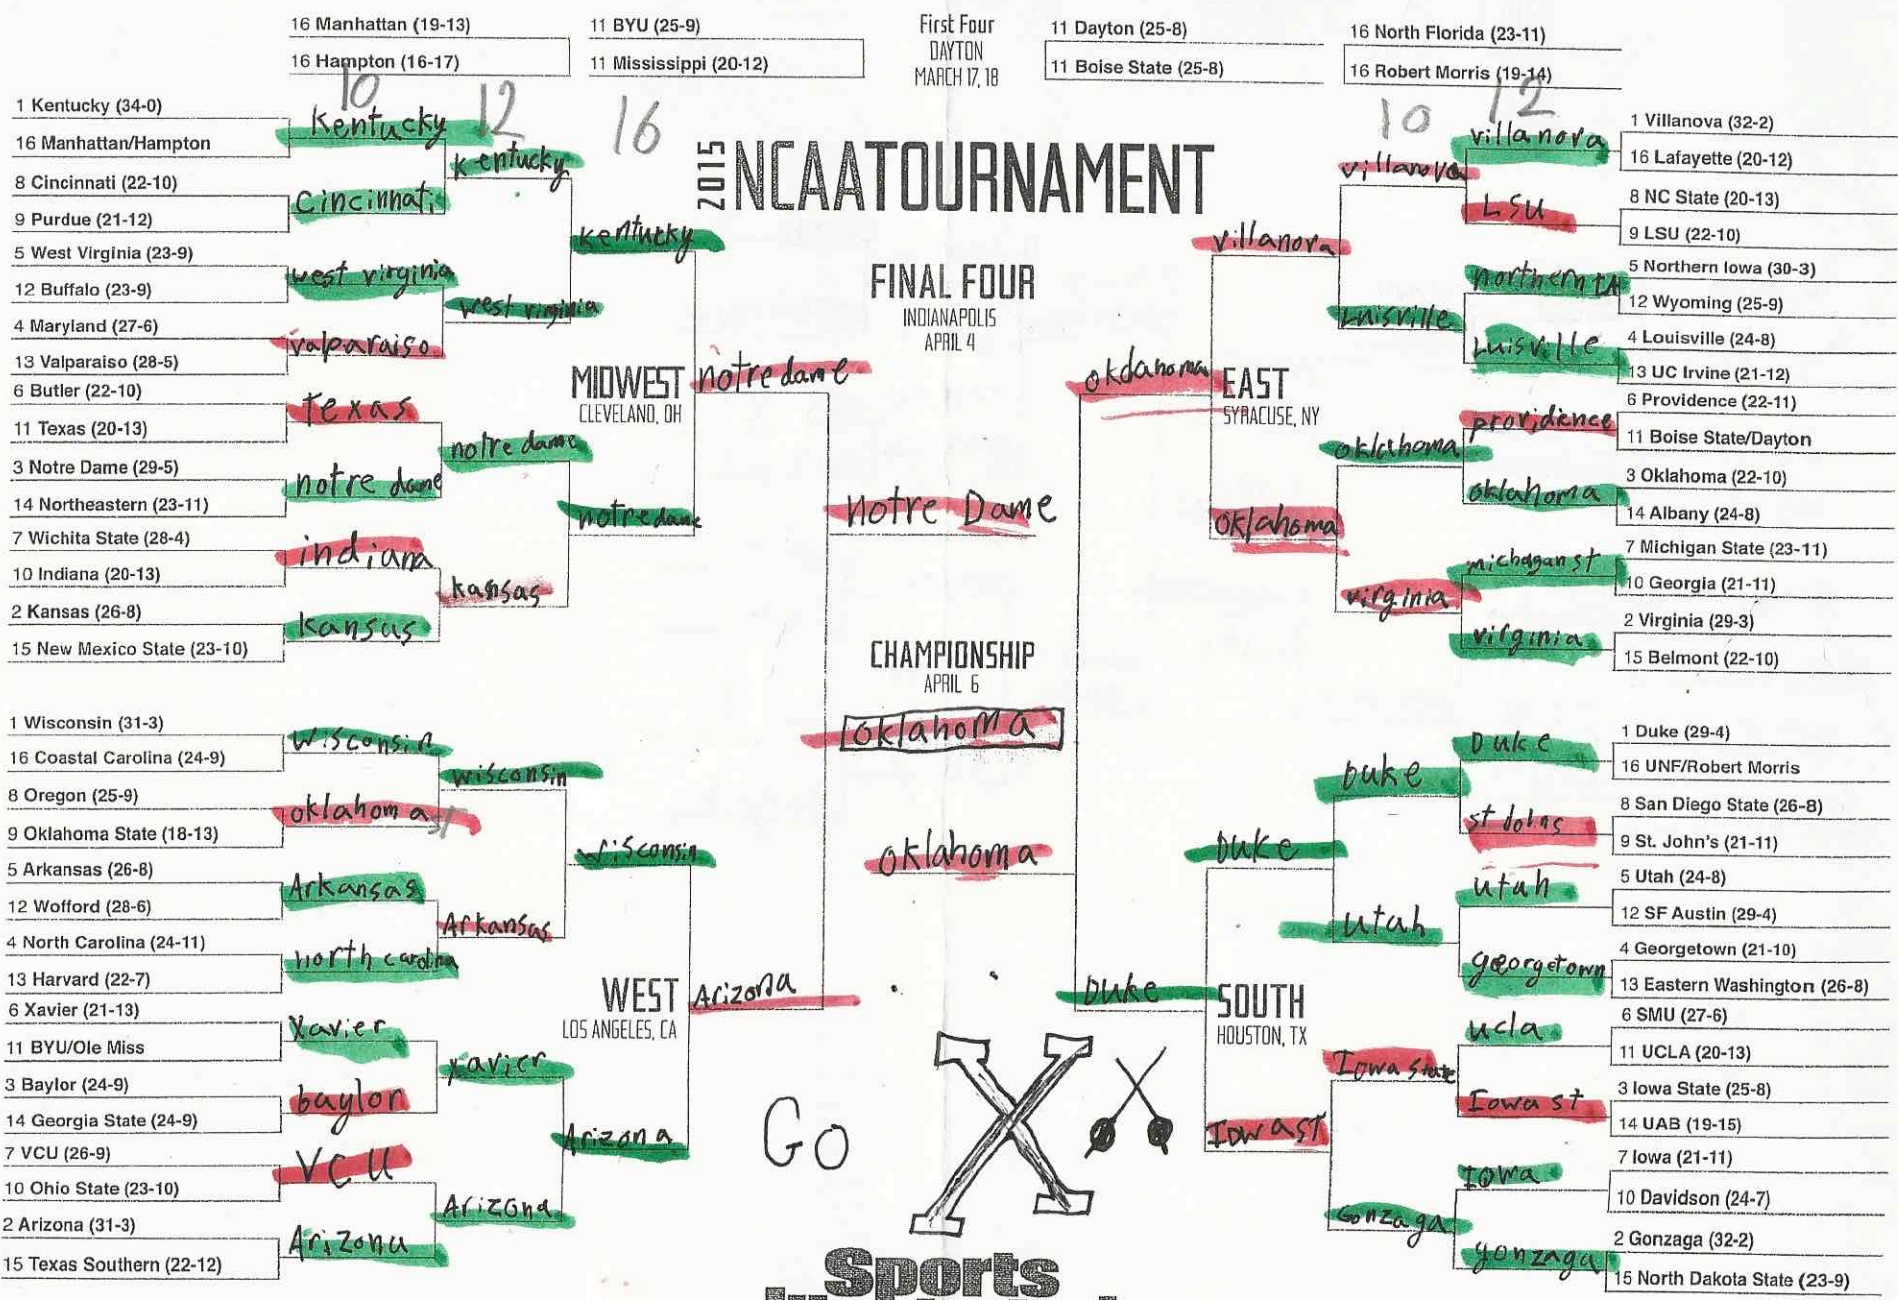 16 Manhattan (19-13)
16 Hampton (16-17)
11 BYU (25-9)
11 Mississippi (20-12)
First Four
DAYTON
MARCH 17, 18
11 Dayton (25-8)
11 Boise State (25-8)
16 North Florida (23-11)
16 Robert Morris (19-14)
10
12
16
10
12
2015 NCAA TOURNAMENT
1 Kentucky (34-0)
16 Manhattan/Hampton
8 Cincinnati (22-10)
9 Purdue (21-12)
5 West Virginia (23-9)
12 Buffalo (23-9)
4 Maryland (27-6)
13 Valparaiso (28-5)
6 Butler (22-10)
11 Texas (20-13)
3 Notre Dame (29-5)
14 Northeastern (23-11)
7 Wichita State (28-4)
10 Indiana (20-13)
2 Kansas (26-8)
15 New Mexico State (23-10)
Kentucky
Cincinnati
west virginia
valparaiso
texas
notre dame
indiana
kansas
Kentucky
west virginia
notre dame
kansas
Kentucky
notre dame
MIDWEST
CLEVELAND, OH
notre dame
1 Wisconsin (31-3)
16 Coastal Carolina (24-9)
8 Oregon (25-9)
9 Oklahoma State (18-13)
5 Arkansas (26-8)
12 Wofford (28-6)
4 North Carolina (24-11)
13 Harvard (22-7)
6 Xavier (21-13)
11 BYU/Ole Miss
3 Baylor (24-9)
14 Georgia State (24-9)
7 VCU (26-9)
10 Ohio State (23-10)
2 Arizona (31-3)
15 Texas Southern (22-12)
Wisconsin
oklahoma st
Arkansas
north carolina
Xavier
baylor
VCU
Arizona
wisconsin
Arkansas
xavier
Arizona
wisconsin
Arizona
WEST
LOS ANGELES, CA
Arizona
FINAL FOUR
INDIANAPOLIS
APRIL 4
notre Dame
CHAMPIONSHIP
APRIL 6
oklahoma
oklahoma
Go X
Sports
1 Villanova (32-2)
16 Lafayette (20-12)
8 NC State (20-13)
9 LSU (22-10)
5 Northern Iowa (30-3)
12 Wyoming (25-9)
4 Louisville (24-8)
13 UC Irvine (21-12)
6 Providence (22-11)
11 Boise State/Dayton
3 Oklahoma (22-10)
14 Albany (24-8)
7 Michigan State (23-11)
10 Georgia (21-11)
2 Virginia (29-3)
15 Belmont (22-10)
villanova
LSU
northern IA
Luisville
providence
oklahoma
michagan st
virginia
villanova
Luisville
oklahoma
virginia
villanova
oklahoma
EAST
SYRACUSE, NY
okdahoma
1 Duke (29-4)
16 UNF/Robert Morris
8 San Diego State (26-8)
9 St. John's (21-11)
5 Utah (24-8)
12 SF Austin (29-4)
4 Georgetown (21-10)
13 Eastern Washington (26-8)
6 SMU (27-6)
11 UCLA (20-13)
3 Iowa State (25-8)
14 UAB (19-15)
7 Iowa (21-11)
10 Davidson (24-7)
2 Gonzaga (32-2)
15 North Dakota State (23-9)
Duke
st Johns
utah
georgetown
ucla
Iowa st
Iowa
gonzaga
Duke
utah
Iowa state
Gonzaga
Duke
Iowast
SOUTH
HOUSTON, TX
Duke